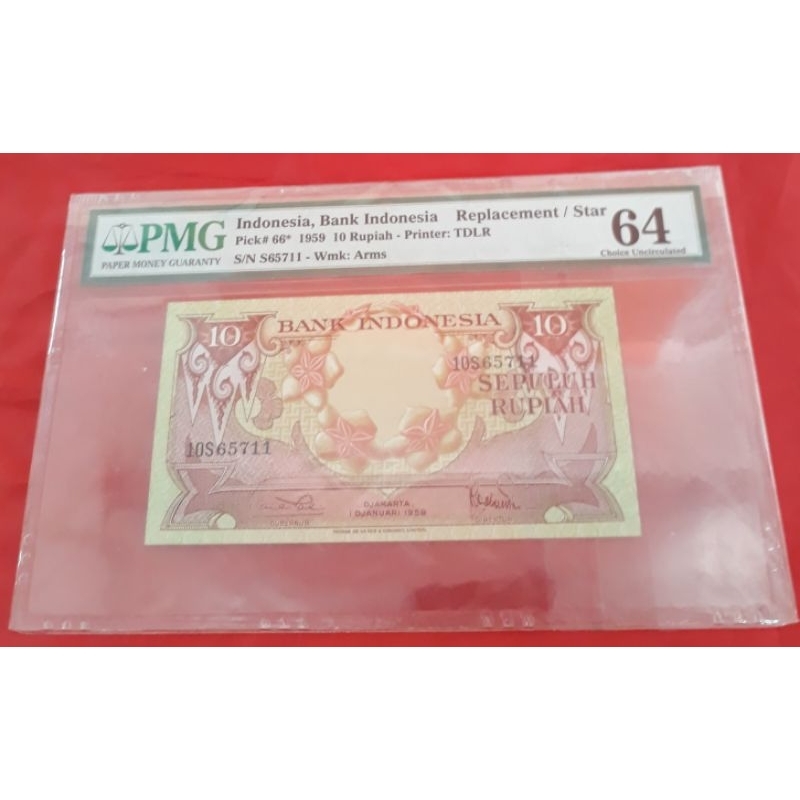 PMG
PAPER MONEY GUARANTY
Indonesia, Bank Indonesia Replacement / Star
Pick# 66* 1959 10 Rupiah - Printer: TDLR
S/N S65711 - Wmk: Arms
64
Choice Uncirculated
10
BANK INDONESIA
10
10S65711
SEPULUH
RUPIAH
10S65711
DJAKARTA,
1 DJANUARI 1959